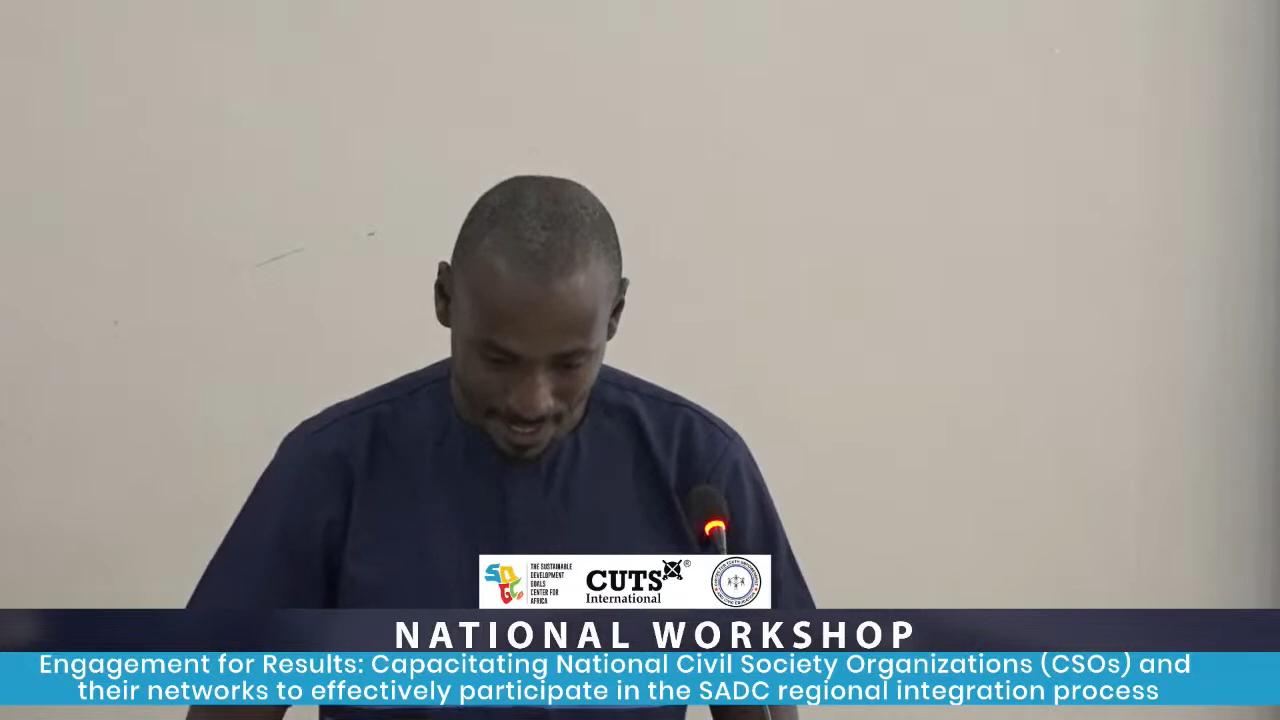 THE SUSTAINABLE
DEVELOPMENT
GOALS
CENTER FOR
AFRICA
CUTS®
International
NATIONAL WORKSHOP
Engagement for Results: Capacitating National Civil Society Organizations (CSOs) and
their networks to effectively participate in the SADC regional integration process